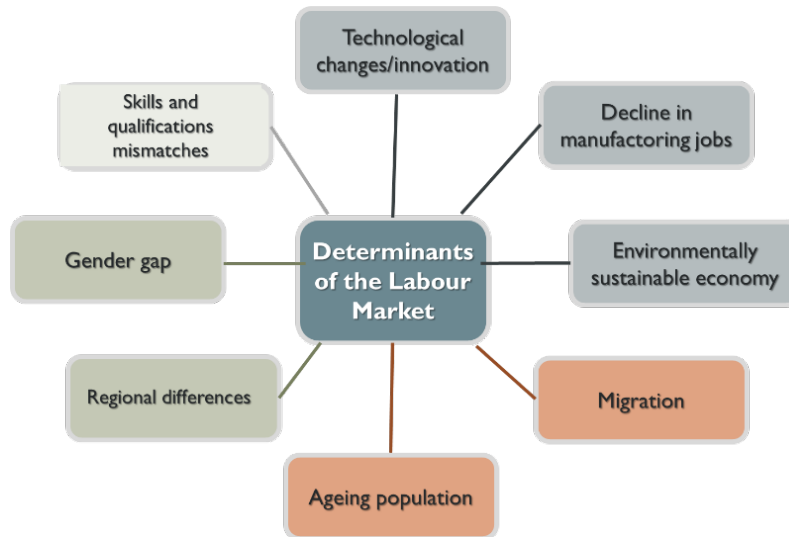 Technological
changes/innovation
Skills and
qualifications
mismatches
Decline in
manufactoring jobs
Gender gap
Determinants
of the Labour
Market
Environmentally
sustainable economy
Regional differences
Migration
Ageing population